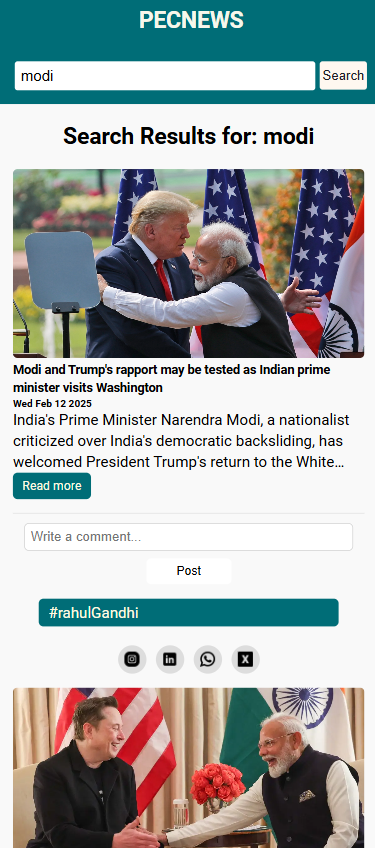 PECNEWS
modi
Search
Search Results for: modi
Modi and Trump's rapport may be tested as Indian prime
minister visits Washington
Wed Feb 12 2025
India's Prime Minister Narendra Modi, a nationalist
criticized over India's democratic backsliding, has
welcomed President Trump's return to the White…
Read more
Write a comment...
Post
#rahulGandhi
in
X